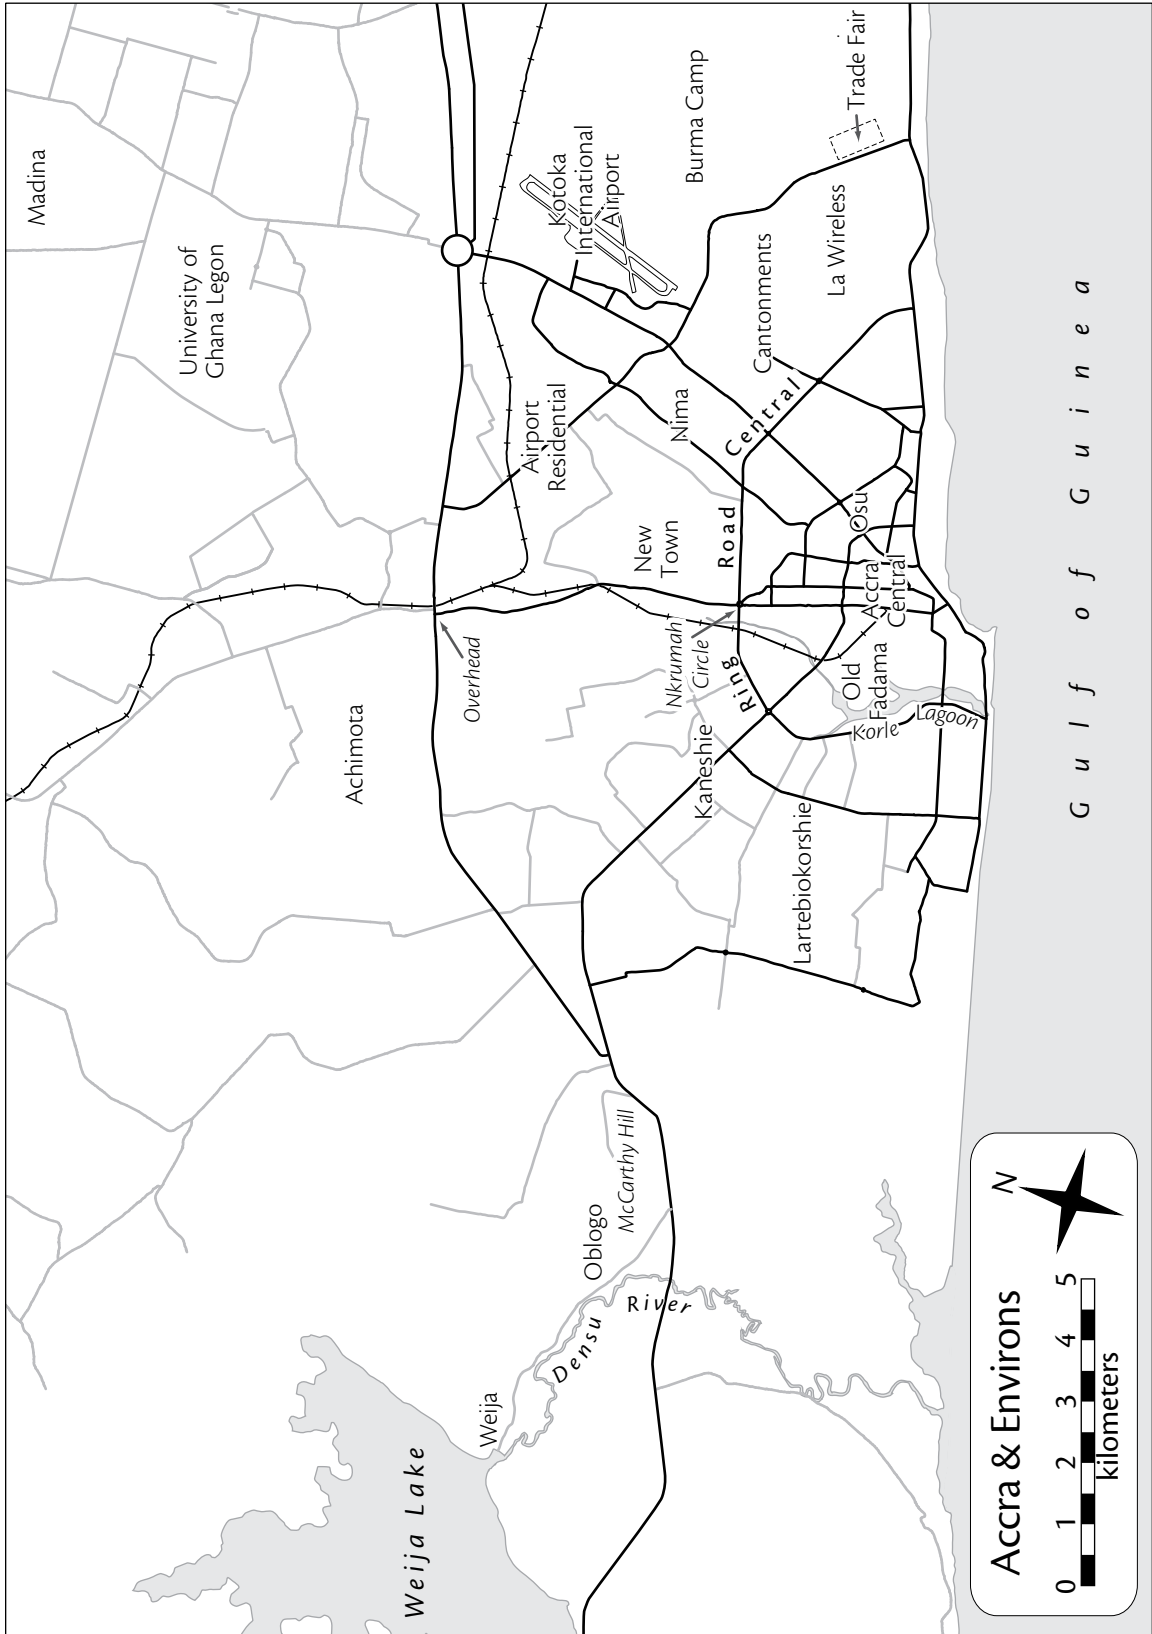 Madina
University of
Ghana Legon
Achimota
Overhead
Airport
Residential
Kotoka
International
Airport
Burma Camp
Trade Fair
La Wireless
Cantonments
Nima
New
Town
Ring Road Central
Nkrumah
Circle
Osu
Accra
Central
Old
Fadama
Korle Lagoon
Kaneshie
Lartebiokorshie
McCarthy Hill
Oblogo
Densu River
Weija
Weija Lake
Gulf of Guinea
Accra & Environs
N
0 1 2 3 4 5
kilometers